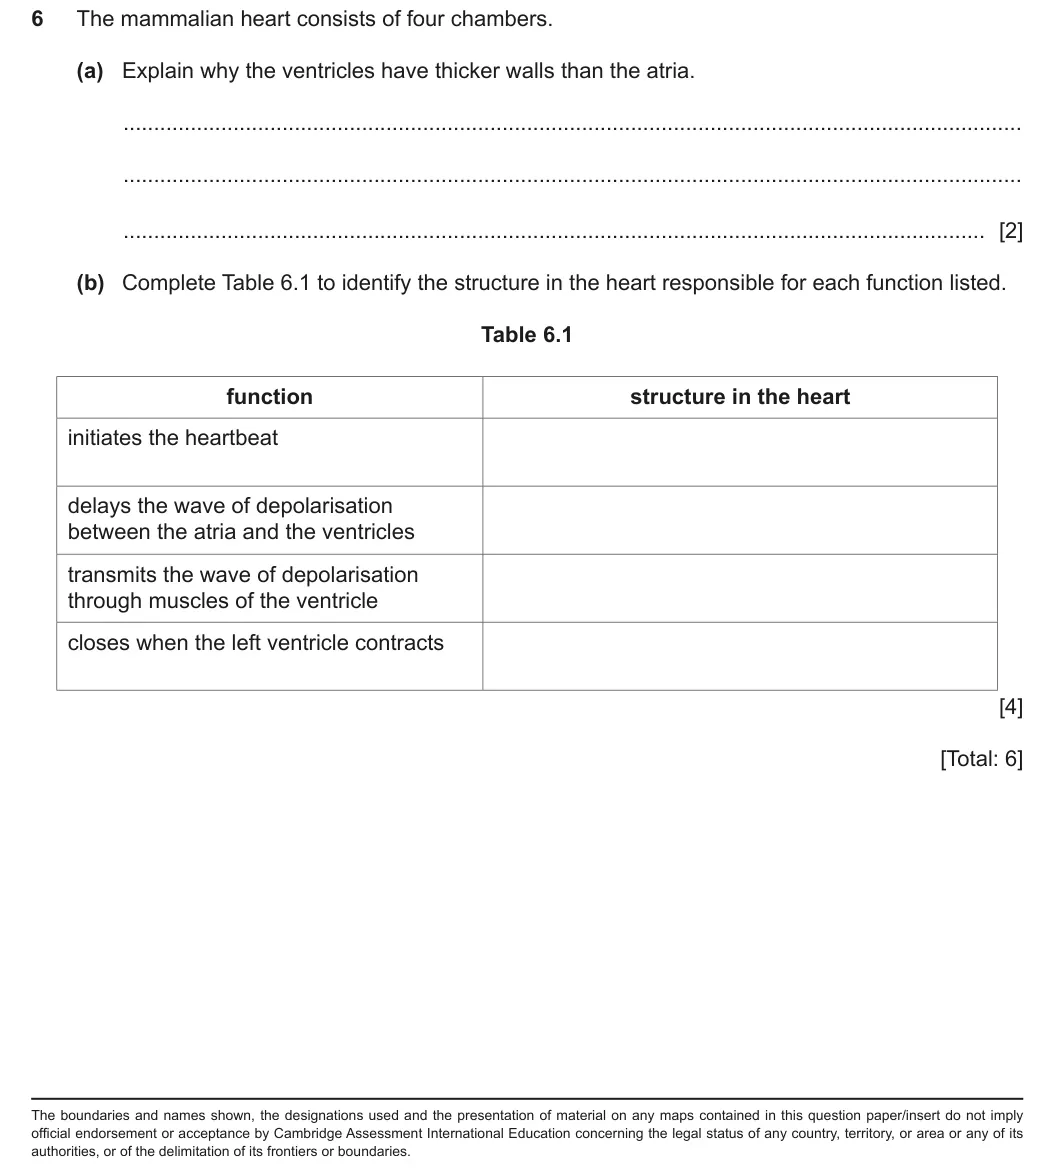 6 The mammalian heart consists of four chambers.
(a) Explain why the ventricles have thicker walls than the atria.
[2]
(b) Complete Table 6.1 to identify the structure in the heart responsible for each function listed.
Table 6.1
function structure in the heart
initiates the heartbeat
delays the wave of depolarisation
between the atria and the ventricles
transmits the wave of depolarisation
through muscles of the ventricle
closes when the left ventricle contracts
[4]
[Total: 6]
The boundaries and names shown, the designations used and the presentation of material on any maps contained in this question paper/insert do not imply
official endorsement or acceptance by Cambridge Assessment International Education concerning the legal status of any country, territory, or area or any of its
authorities, or of the delimitation of its frontiers or boundaries.